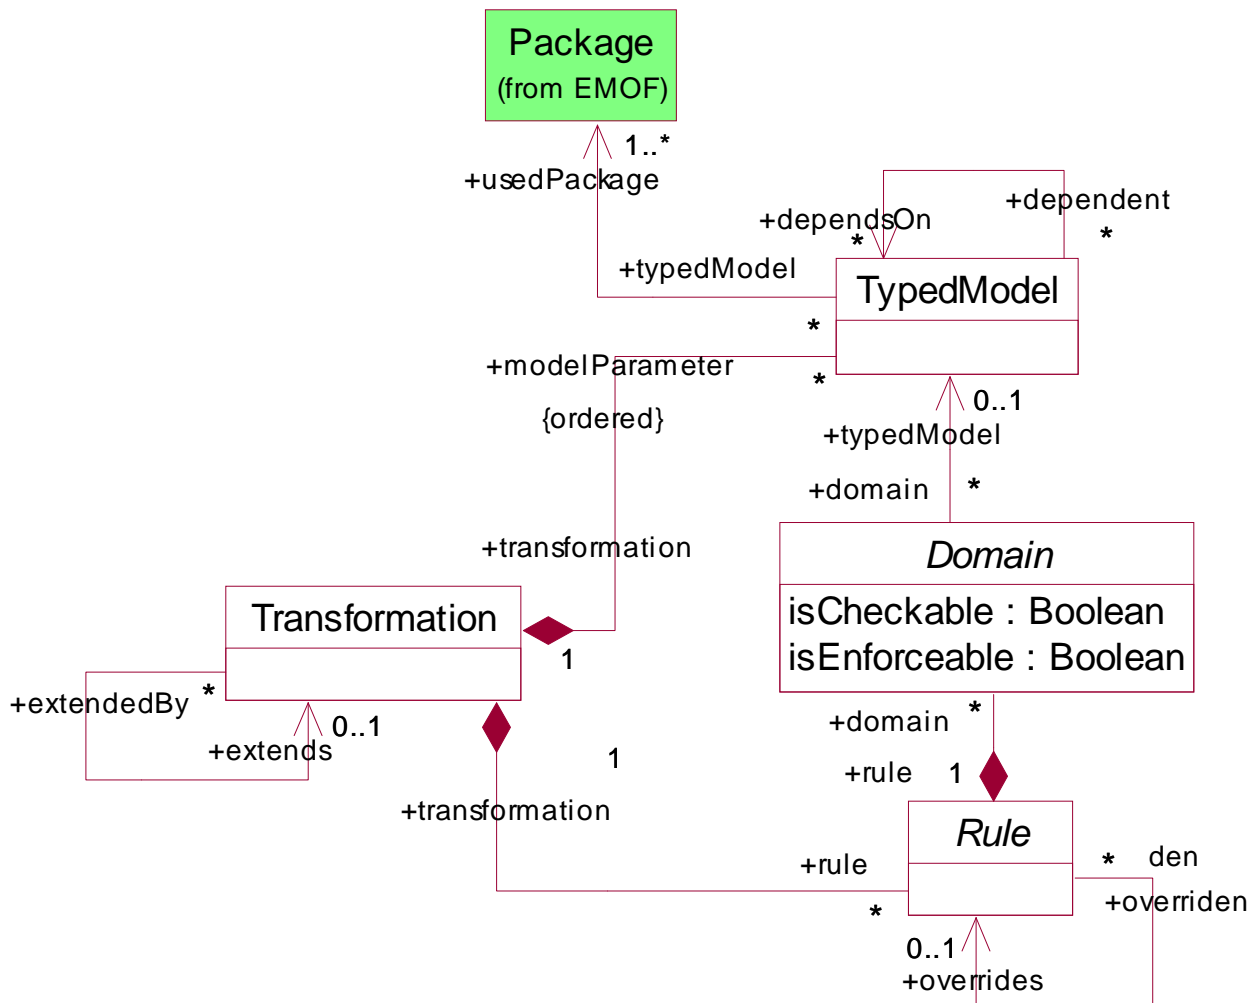 Package
(from EMOF)
1..*
+usedPackage
+dependent
*
+dependsOn
*
+typedModel
TypedModel
*
+modelParameter
*
{ordered}
0..1
+typedModel
+domain
*
+transformation
Domain
isCheckable : Boolean
isEnforceable : Boolean
Transformation
1
+extendedBy
*
0..1
+extends
1
+transformation
*
+domain
+rule
1
Rule
+rule
*
*
den
+overriden
0..1
+overrides